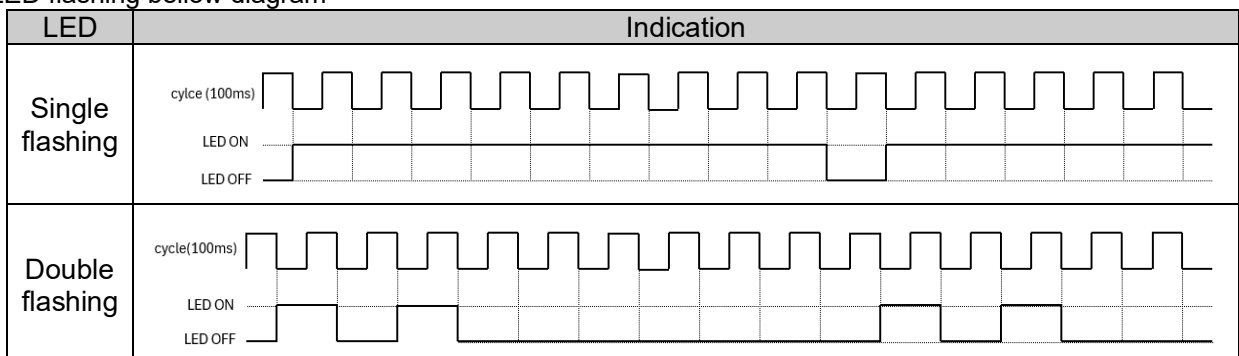 LED flashing bellow diagram
LED Indication
Single
flashing
cylce (100ms)
LED ON
LED OFF
Double
flashing
cycle(100ms)
LED ON
LED OFF